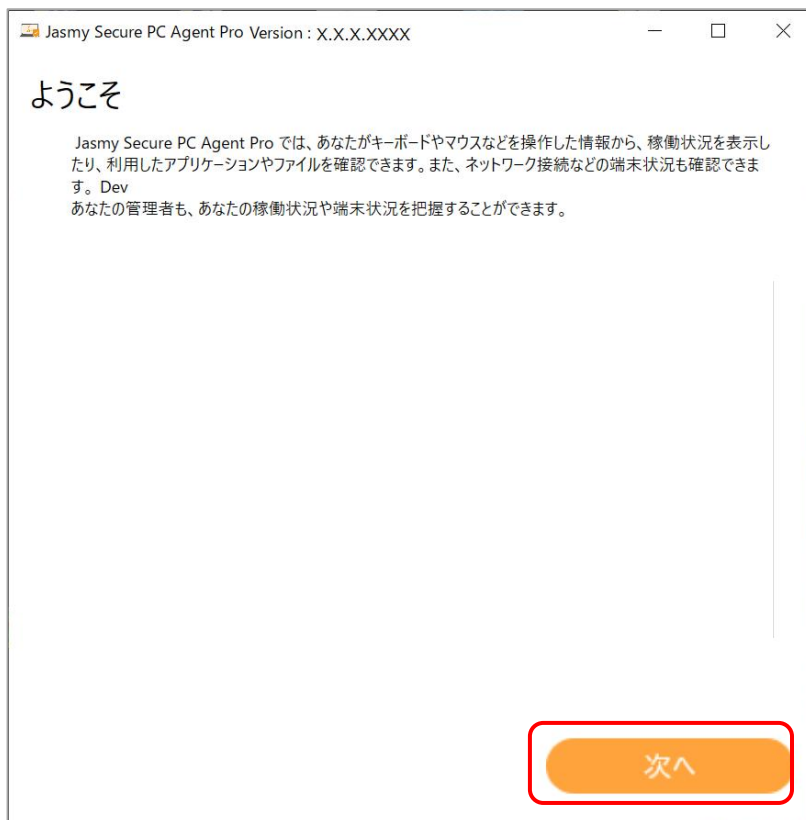 Jasmy Secure PC Agent Pro Version : X.X.X.XXXX
ようこそ
Jasmy Secure PC Agent Pro では、あなたがキーボードやマウスなどを操作した情報から、稼働状況を表示し
たり、利用したアプリケーションやファイルを確認できます。また、ネットワーク接続などの端末状況も確認できま
す。Dev
あなたの管理者も、あなたの稼働状況や端末状況を把握することができます。
次へ